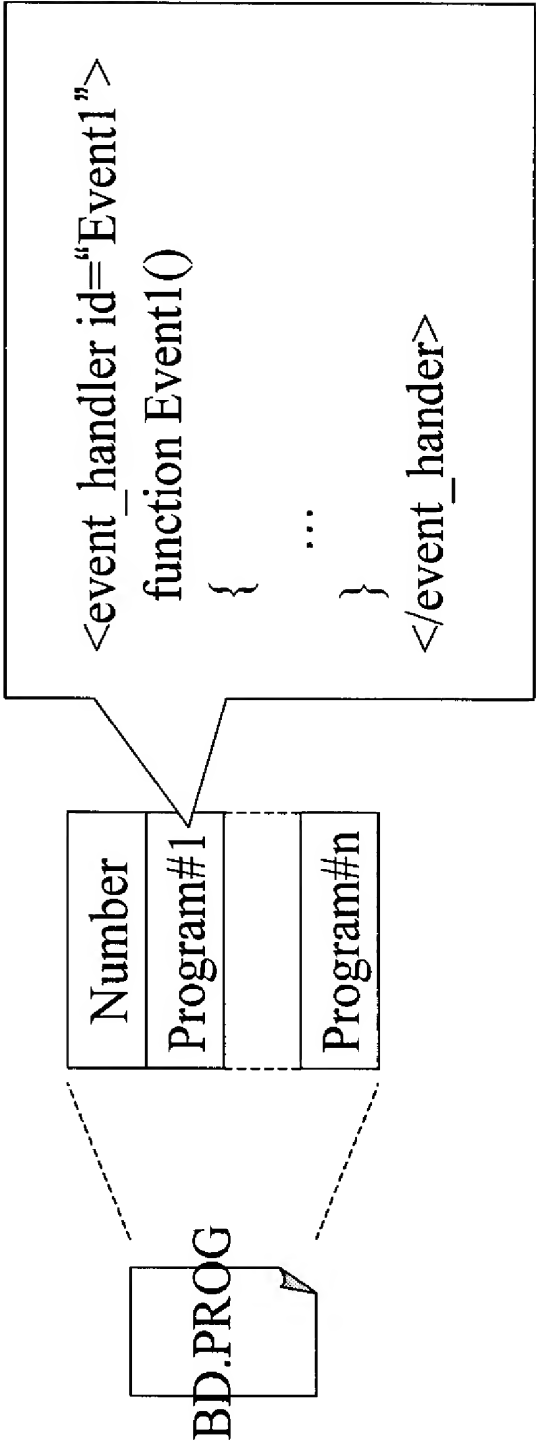 BD.PROG
Number
Program#1
Program#n
<event_handler id=“Event1”>
function Event1()
{
...
}
</event_hander>